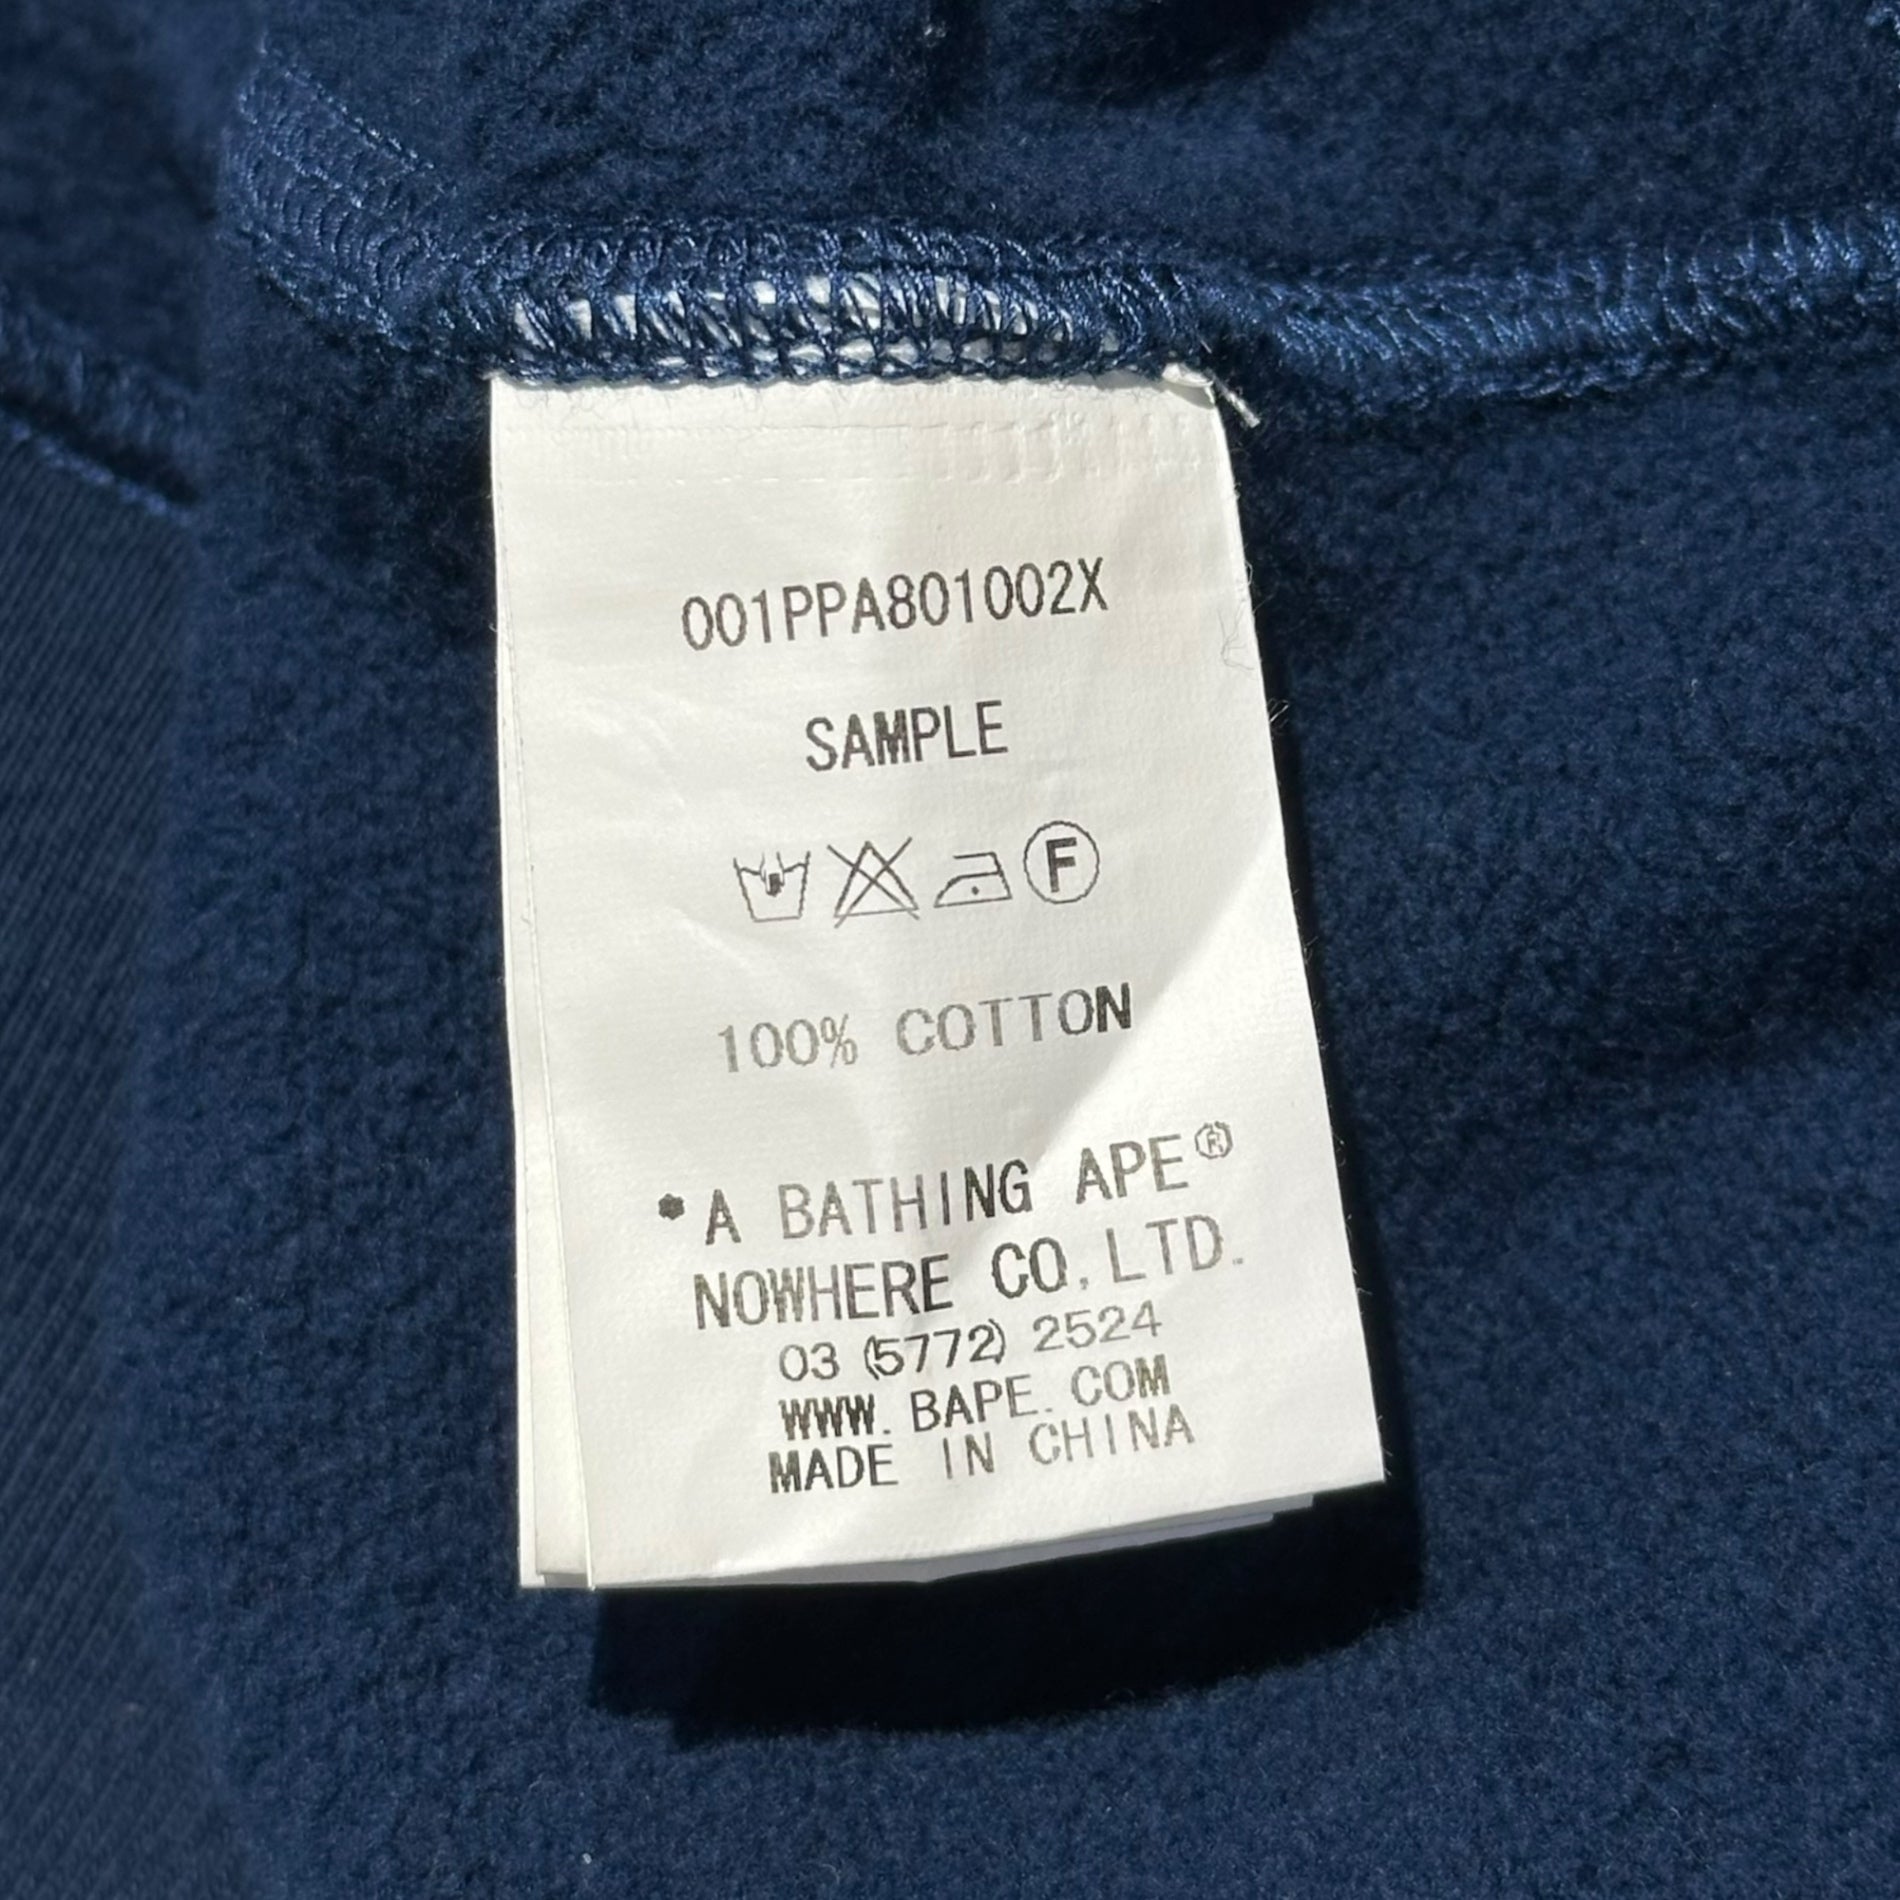 001PPA801002X
SAMPLE
F
100% COTTON
*A BATHING APE®
NOWHERE CO, LTD.
03 (5772) 2524
WWW. BAPE. COM
MADE IN CHINA